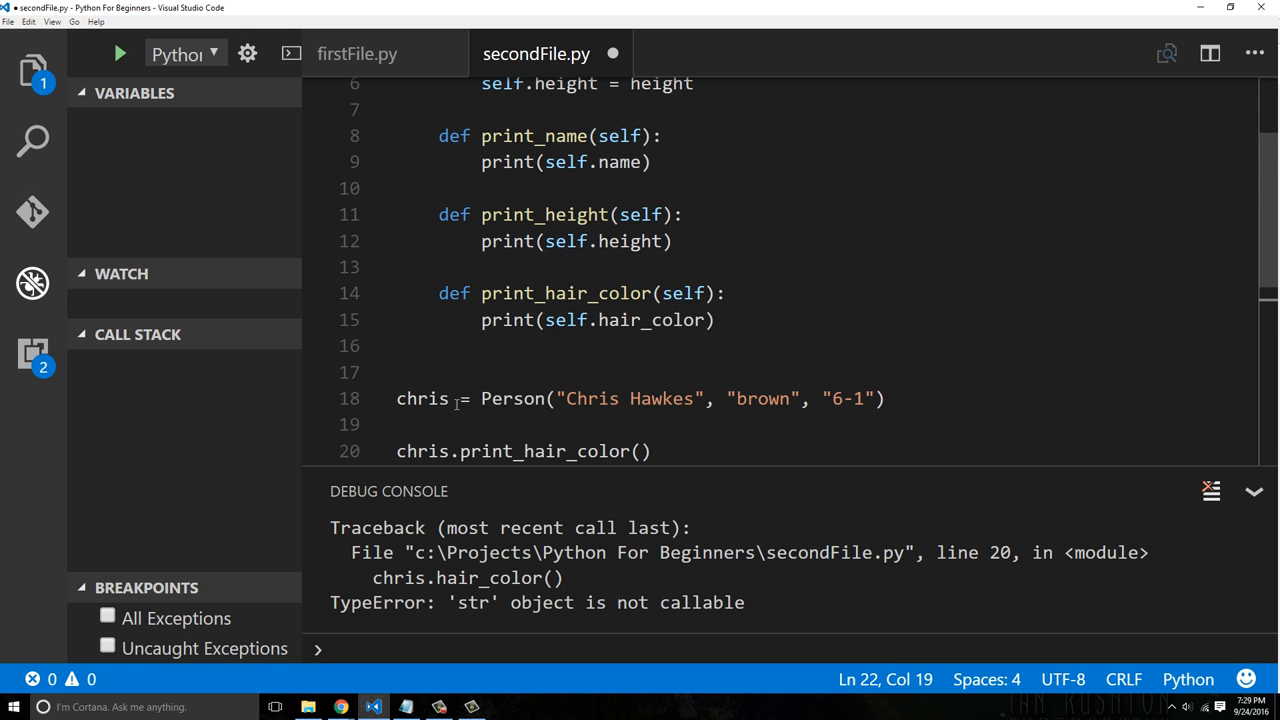 ● secondFile.py - Python For Beginners - Visual Studio Code
File Edit View Go Help
Pythor
firstFile.py
secondFile.py
1
VARIABLES
WATCH
CALL STACK
2
BREAKPOINTS
All Exceptions
Uncaught Exceptions
6 self.height = height
7
8 def print_name(self):
9 print(self.name)
10
11 def print_height(self):
12 print(self.height)
13
14 def print_hair_color(self):
15 print(self.hair_color)
16
17
18 chris = Person("Chris Hawkes", "brown", "6-1")
19
20 chris.print_hair_color()
DEBUG CONSOLE
Traceback (most recent call last):
File "c:\Projects\Python For Beginners\secondFile.py", line 20, in <module>
chris.hair_color()
TypeError: 'str' object is not callable
0 0 Ln 22, Col 19 Spaces: 4 UTF-8 CRLF Python
I'm Cortana. Ask me anything.
7:29 PM
9/24/2016